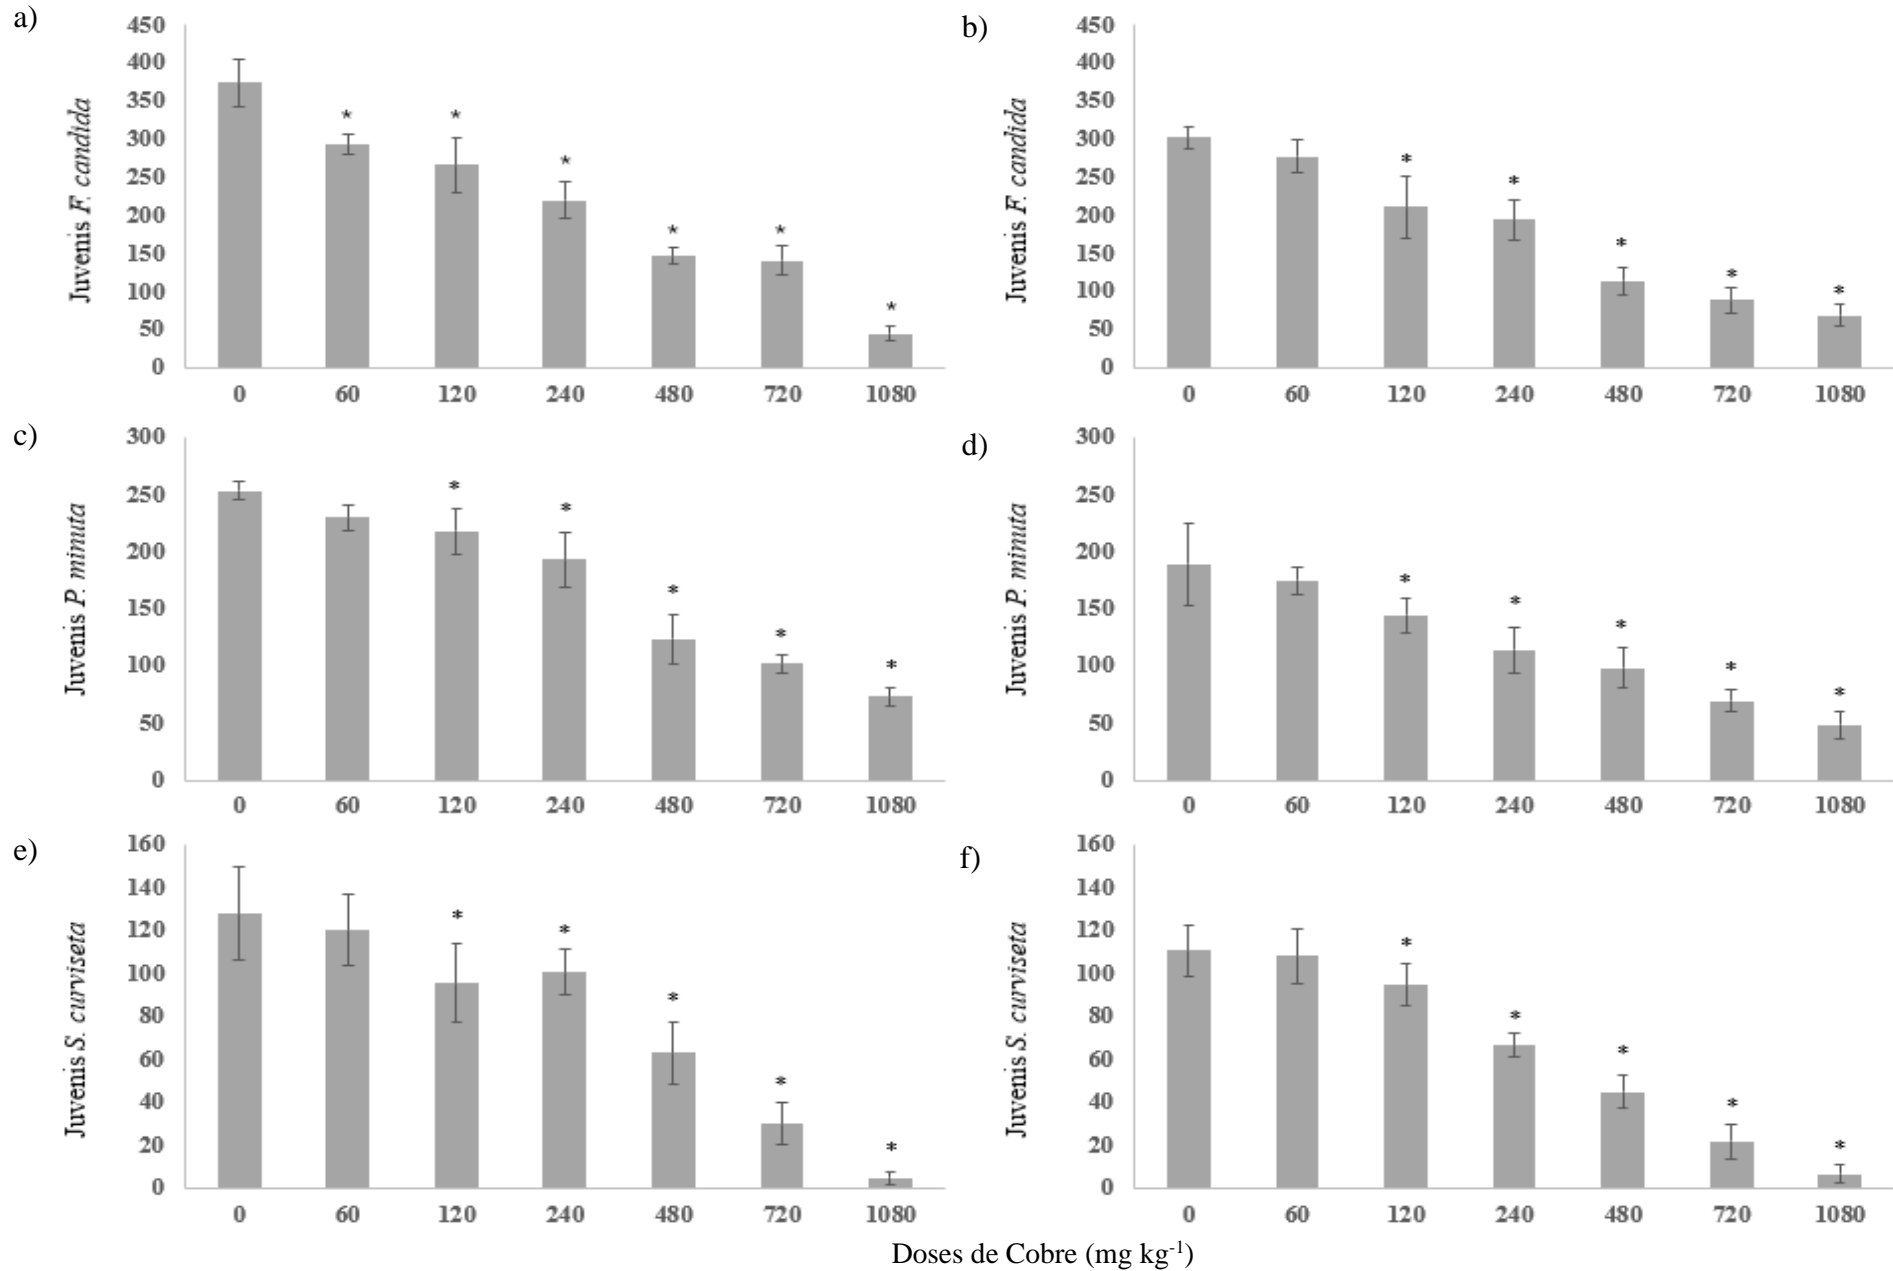 a)
450
400
350
300
250
200
150
100
50
0
Juvenis F. candida
* * * * * *
0 60 120 240 480 720 1080
b)
450
400
350
300
250
200
150
100
50
0
Juvenis F. candida
* * * * *
0 60 120 240 480 720 1080
c)
300
250
200
150
100
50
0
Juvenis P. minuta
* * * * *
0 60 120 240 480 720 1080
d)
300
250
200
150
100
50
0
Juvenis P. minuta
* * * * *
0 60 120 240 480 720 1080
e)
160
140
120
100
80
60
40
20
0
Juvenis S. curviseta
* * * * *
0 60 120 240 480 720 1080
f)
160
140
120
100
80
60
40
20
0
Juvenis S. curviseta
* * * * *
0 60 120 240 480 720 1080
Doses de Cobre (mg kg⁻¹)